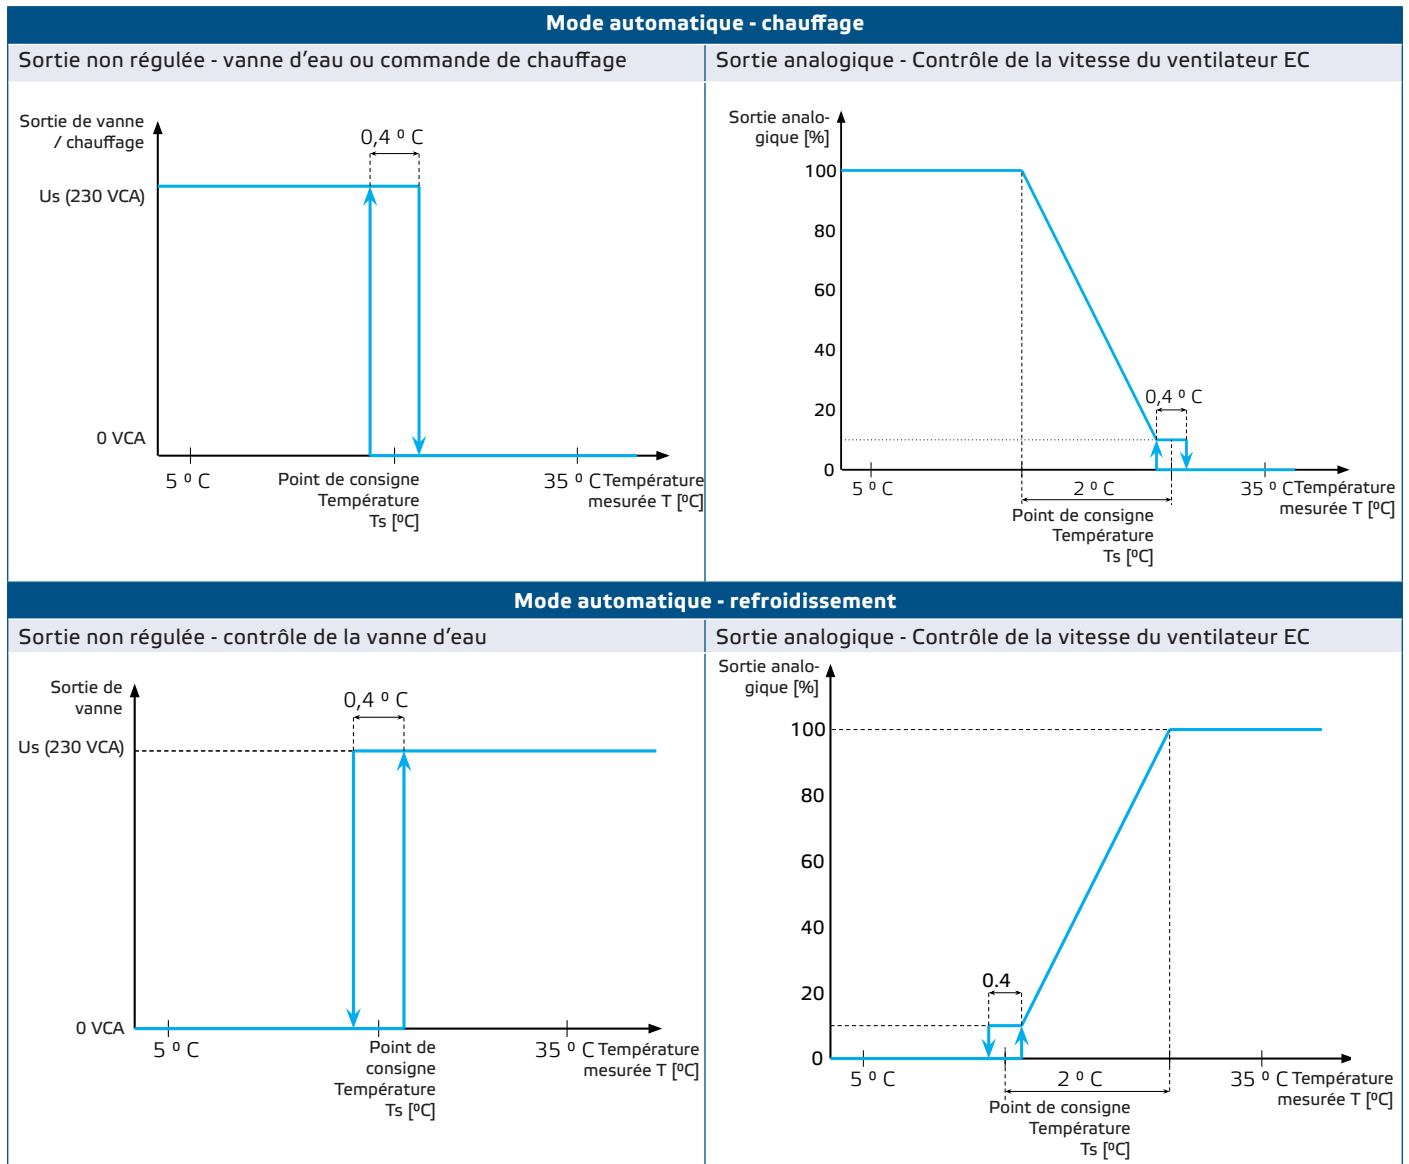 Mode automatique - chauffage
Sortie non régulée - vanne d'eau ou commande de chauffage
Sortie de vanne
/ chauffage
0,4 º C
Us (230 VCA)
0 VCA
5 º C
Point de consigne
Température
Ts [ºC]
35 º C
Température
mesurée T [ºC]
Sortie analogique - Contrôle de la vitesse du ventilateur EC
Sortie analo-
gique [%]
100
80
60
40
20
0
0,4 º C
5 º C
2 º C
35 º C
Température
mesurée T [ºC]
Point de consigne
Température
Ts [ºC]
Mode automatique - refroidissement
Sortie non régulée - contrôle de la vanne d'eau
Sortie de
vanne
0,4 º C
Us (230 VCA)
0 VCA
5 º C
Point de
consigne
Température
Ts [ºC]
35 º C
Température
mesurée T [ºC]
Sortie analogique - Contrôle de la vitesse du ventilateur EC
Sortie analo-
gique [%]
100
80
60
40
20
0
0.4
5 º C
2 º C
35 º C
Température
mesurée T [ºC]
Point de consigne
Température
Ts [ºC]